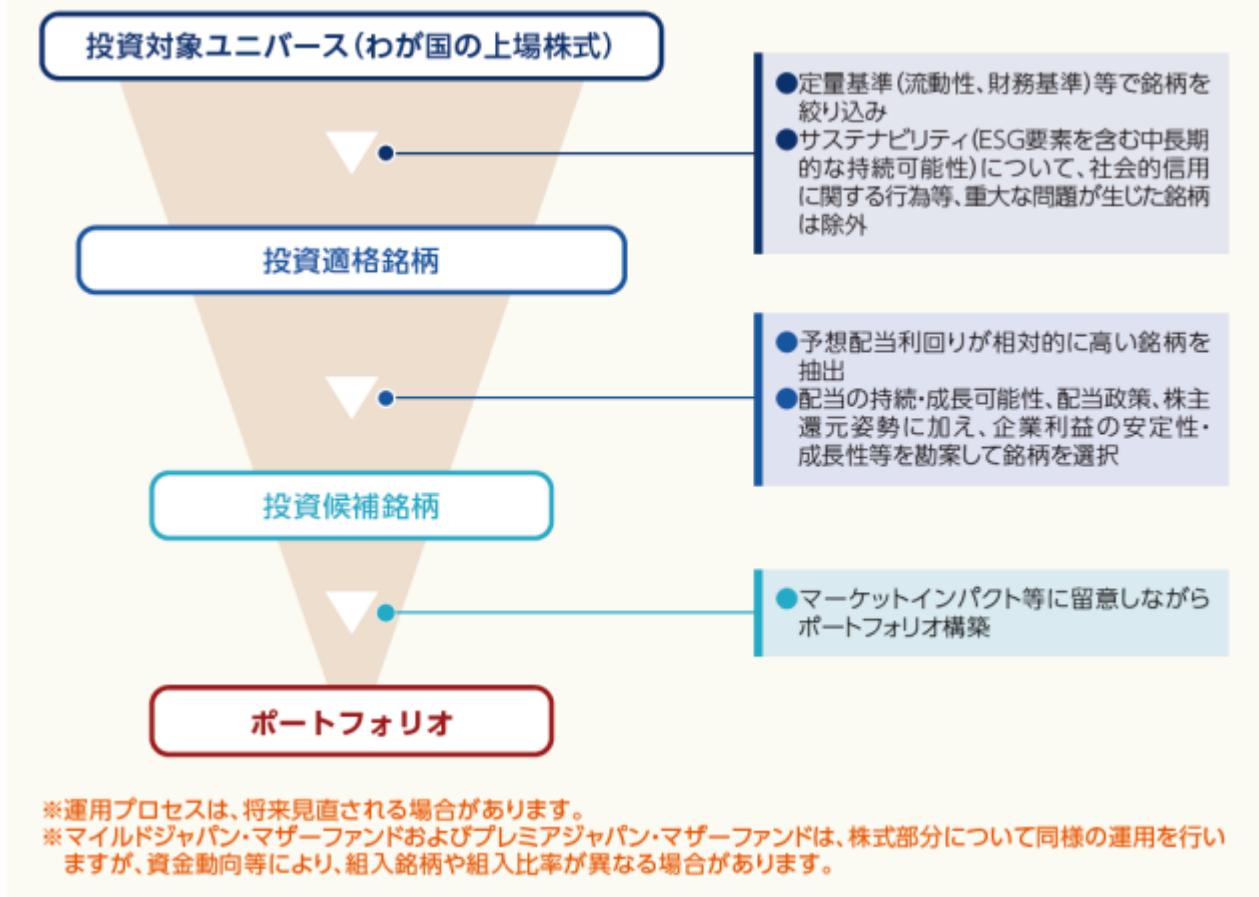 投資対象ユニバース(わが国の上場株式)
●定量基準(流動性、財務基準)等で銘柄を
絞り込み
●サステナビリティ(ESG要素を含む中長期
的な持続可能性)について、社会的信用
に関する行為等、重大な問題が生じた銘柄
は除外
投資適格銘柄
●予想配当利回りが相対的に高い銘柄を
抽出
●配当の持続・成長可能性、配当政策、株主
還元姿勢に加え、企業利益の安定性・
成長性等を勘案して銘柄を選択
投資候補銘柄
●マーケットインパクト等に留意しながら
ポートフォリオ構築
ポートフォリオ
※運用プロセスは、将来見直される場合があります。
※マイルドジャパン・マザーファンドおよびプレミアジャパン・マザーファンドは、株式部分について同様の運用を行い
ますが、資金動向等により、組入銘柄や組入比率が異なる場合があります。